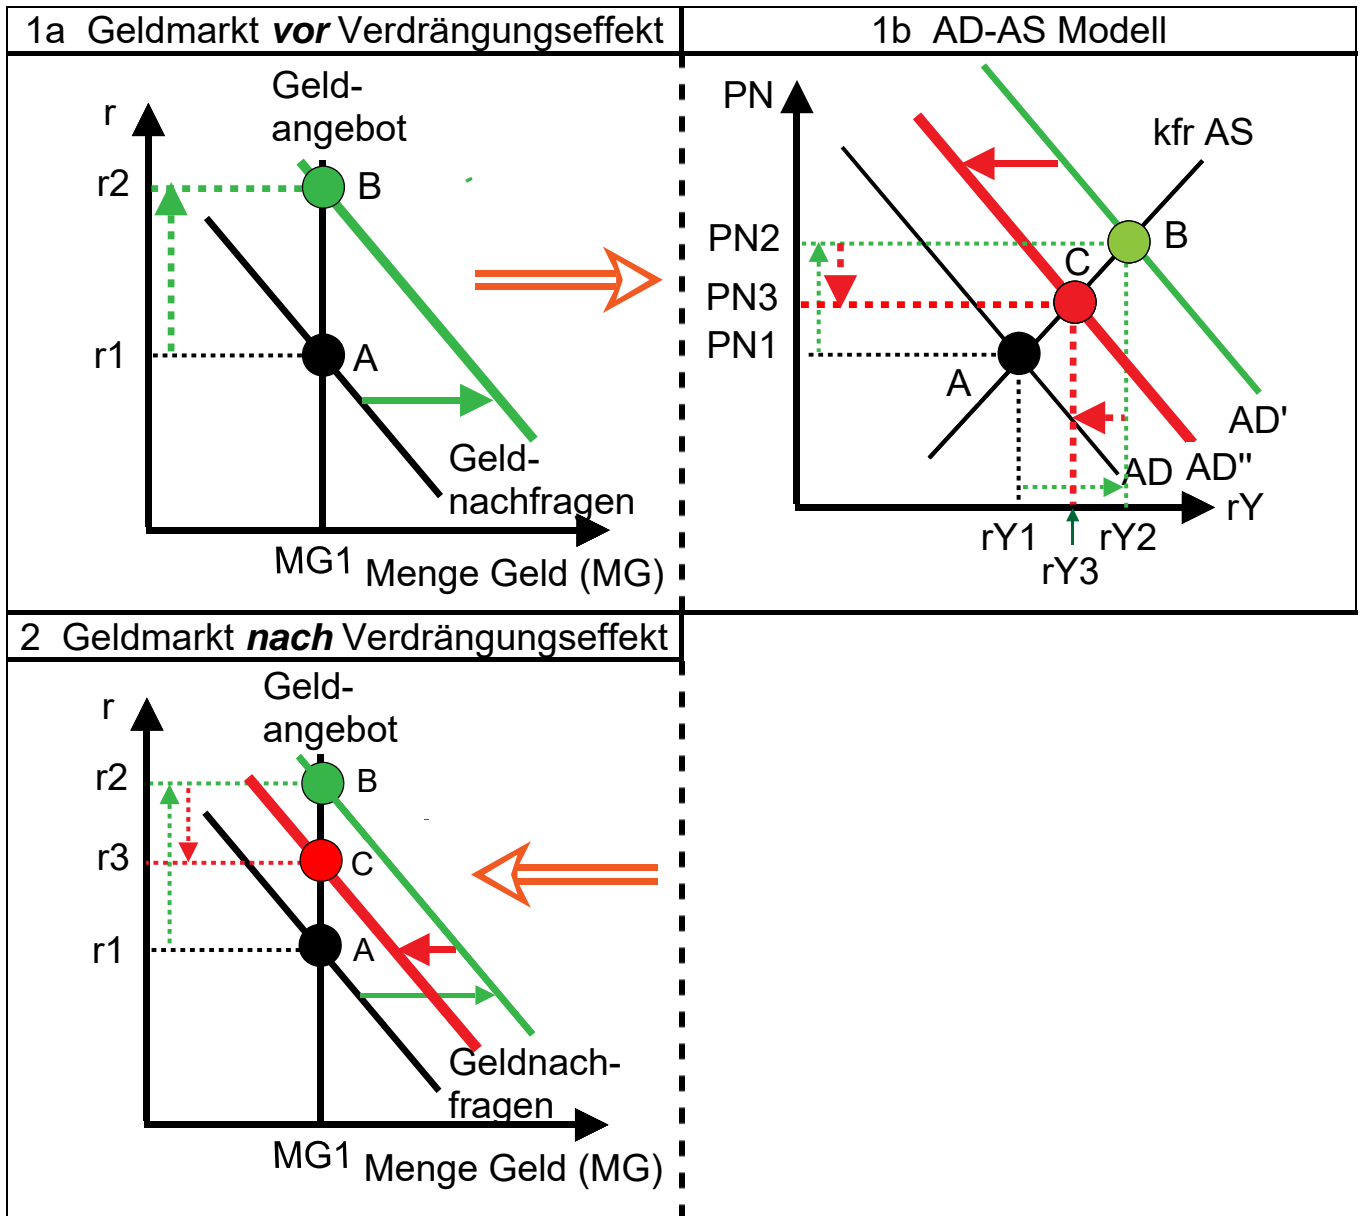 1a Geldmarkt vor Verdrängungseffekt
1b AD-AS Modell
Geld-
angebot
r
r2
B
r1
A
Geld-
nachfragen
MG1
Menge Geld (MG)
PN
kfr AS
PN2
B
C
PN3
PN1
A
AD'
AD
AD"
rY
rY1
rY2
rY3
2 Geldmarkt nach Verdrängungseffekt
Geld-
angebot
r
r2
B
r3
C
r1
A
Geldnach-
fragen
MG1
Menge Geld (MG)